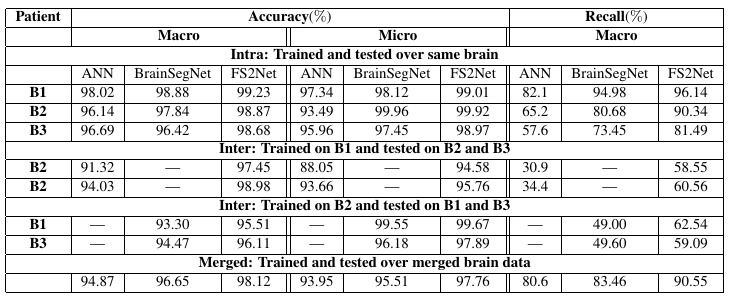 Patient Accuracy(%) Recall(%)
Macro Micro Macro
Intra: Trained and tested over same brain
ANN BrainSegNet FS2Net ANN BrainSegNet FS2Net ANN BrainSegNet FS2Net
B1 98.02 98.88 99.23 97.34 98.12 99.01 82.1 94.98 96.14
B2 96.14 97.84 98.87 93.49 99.96 99.92 65.2 80.68 90.34
B3 96.69 96.42 98.68 95.96 97.45 98.97 57.6 73.45 81.49
Inter: Trained on B1 and tested on B2 and B3
B2 91.32 — 97.45 88.05 — 94.58 30.9 — 58.55
B2 94.03 — 98.98 93.66 — 95.76 34.4 — 60.56
Inter: Trained on B2 and tested on B1 and B3
B1 — 93.30 95.51 — 99.55 99.67 — 49.00 62.54
B3 — 94.47 96.11 — 96.18 97.89 — 49.60 59.09
Merged: Trained and tested over merged brain data
94.87 96.65 98.12 93.95 95.51 97.76 80.6 83.46 90.55